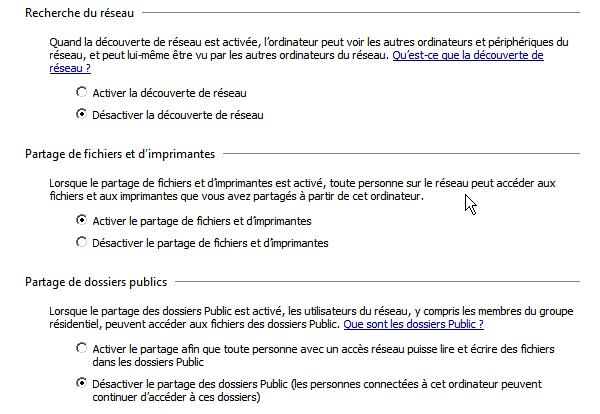 Recherche du réseau
Quand la découverte de réseau est activée, l'ordinateur peut voir les autres ordinateurs et périphériques du
réseau, et peut lui-même être vu par les autres ordinateurs du réseau. Qu'est-ce que la découverte de
réseau ?
Activer la découverte de réseau
Désactiver la découverte de réseau
Partage de fichiers et d'imprimantes
Lorsque le partage de fichiers et d'imprimantes est activé, toute personne sur le réseau peut accéder aux
fichiers et aux imprimantes que vous avez partagés à partir de cet ordinateur.
Activer le partage de fichiers et d'imprimantes
Désactiver le partage de fichiers et d'imprimantes
Partage de dossiers publics
Lorsque le partage des dossiers Public est activé, les utilisateurs du réseau, y compris les membres du groupe
résidentiel, peuvent accéder aux fichiers des dossiers Public. Que sont les dossiers Public ?
Activer le partage afin que toute personne avec un accès réseau puisse lire et écrire des fichiers
dans les dossiers Public
Désactiver le partage des dossiers Public (les personnes connectées à cet ordinateur peuvent
continuer d'accéder à ces dossiers)